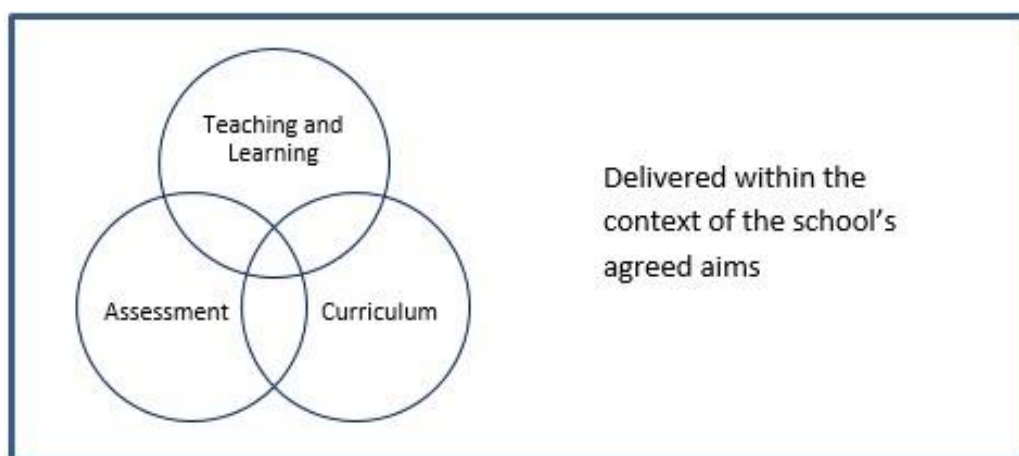 Teaching and
Learning
Assessment
Curriculum
Delivered within the
context of the school's
agreed aims